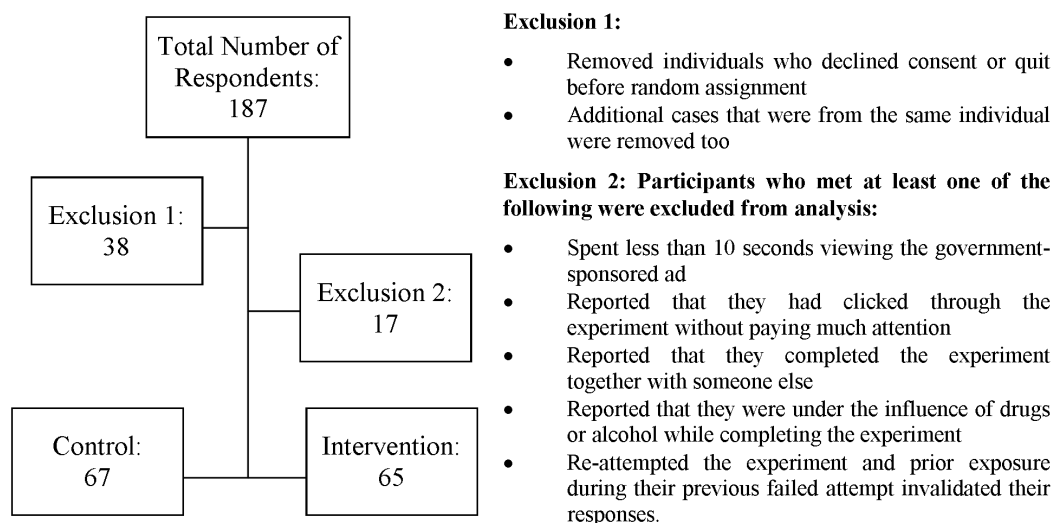 Total Number of
Respondents:
187
Exclusion 1:
38
Exclusion 2:
17
Control:
67
Intervention:
65
Exclusion 1:
• Removed individuals who declined consent or quit
before random assignment
• Additional cases that were from the same individual
were removed too
Exclusion 2: Participants who met at least one of the
following were excluded from analysis:
• Spent less than 10 seconds viewing the government-
sponsored ad
• Reported that they had clicked through the
experiment without paying much attention
• Reported that they completed the experiment
together with someone else
• Reported that they were under the influence of drugs
or alcohol while completing the experiment
• Re-attempted the experiment and prior exposure
during their previous failed attempt invalidated their
responses.